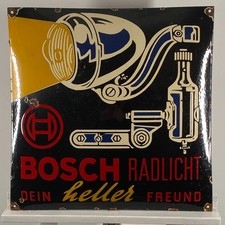 BOSCH RADLICHT
DEIN heller FREUND